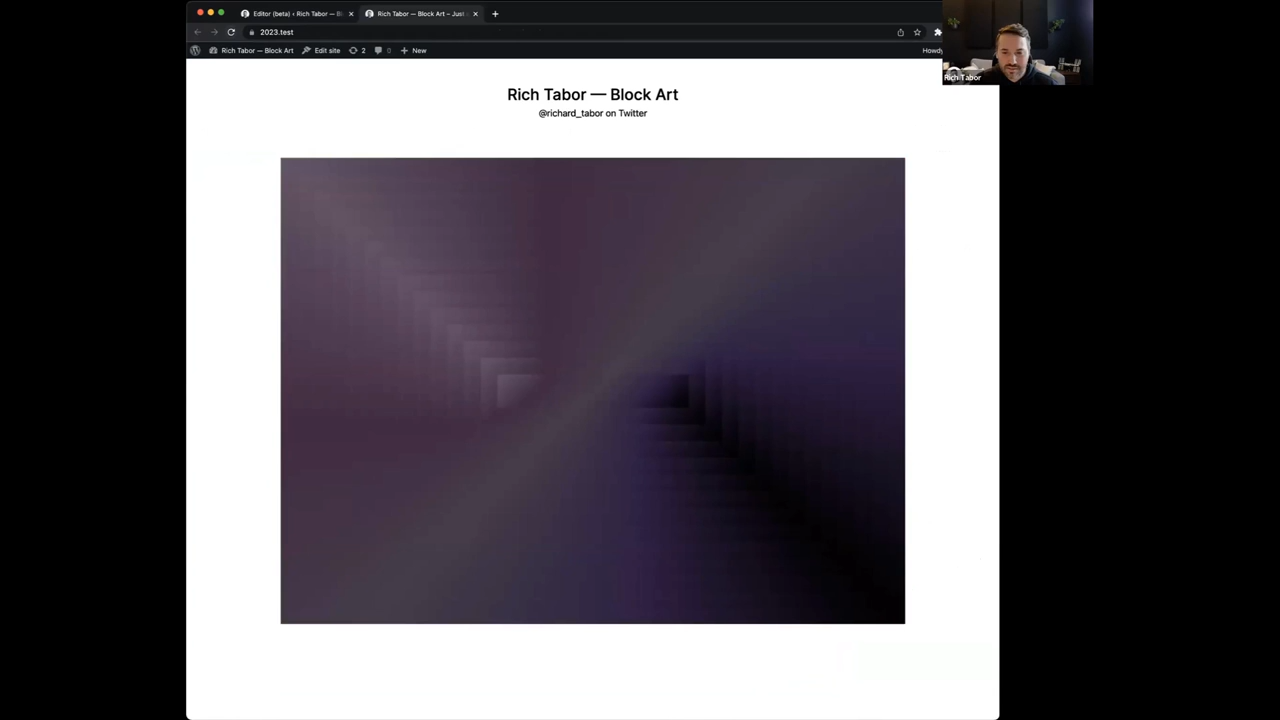 Editor (beta) ‹ Rich Tabor — Bl
Rich Tabor — Block Art – Just
2023.test
Rich Tabor — Block Art
Edit site
2
0
New
Howdy
Rich Tabor
Rich Tabor — Block Art
@richard_tabor on Twitter